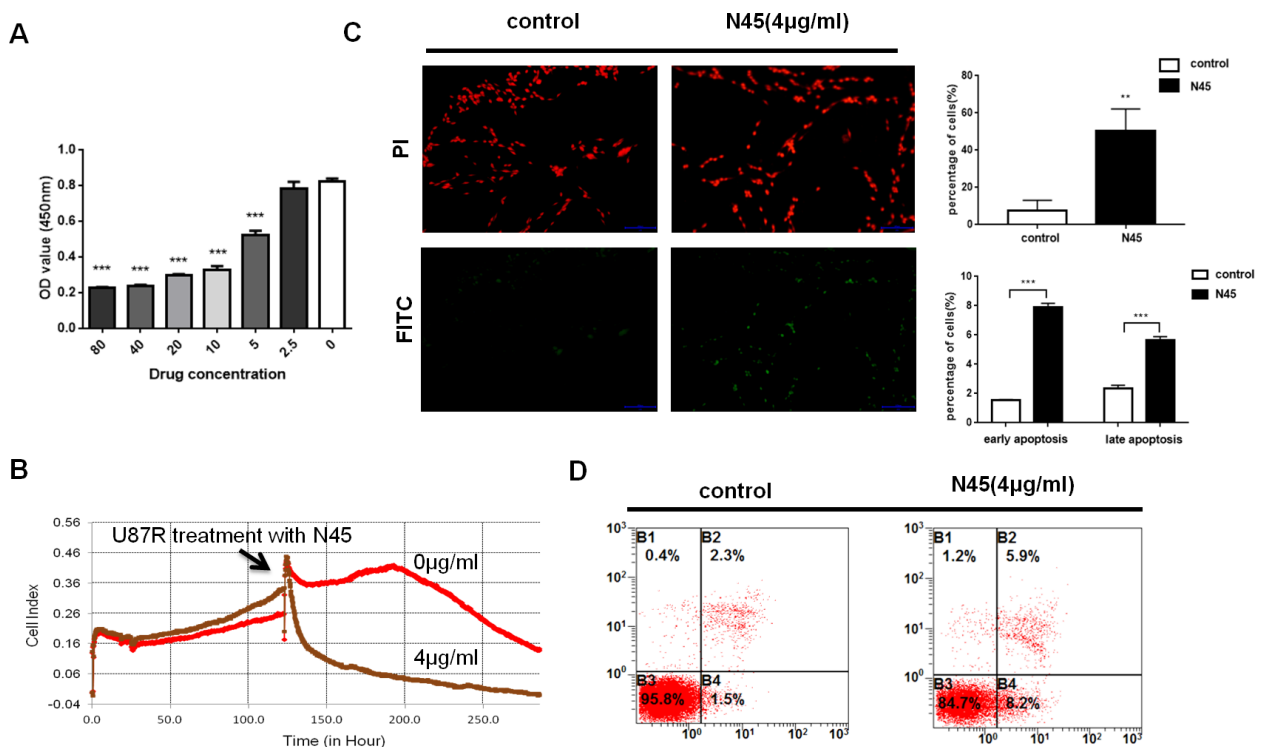 A
OD value (450nm)
1.0
0.8
0.6
0.4
0.2
0.0
*** *** *** *** ***
80 40 20 10 5 2.5 0
Drug concentration
C
control N45(4μg/ml)
PI
FITC
percentage of cells(%)
80
60
40
20
0
control
N45
**
control N45
percentage of cells(%)
10
8
6
4
2
0
control
N45
*** ***
early apoptosis late apoptosis
B
Cell Index
0.56
0.46
0.36
0.26
0.16
0.06
-0.04
U87R treatment with N45
0μg/ml
4μg/ml
0.0 50.0 100.0 150.0 200.0 250.0
Time (in Hour)
D
control N45(4μg/ml)
10³
10²
10¹
10⁰
B1 B2
0.4% 2.3%
B3 B4
95.8% 1.5%
10⁰ 10¹ 10² 10³
10³
10²
10¹
10⁰
B1 B2
1.2% 5.9%
B3 B4
84.7% 8.2%
10⁰ 10¹ 10² 10³